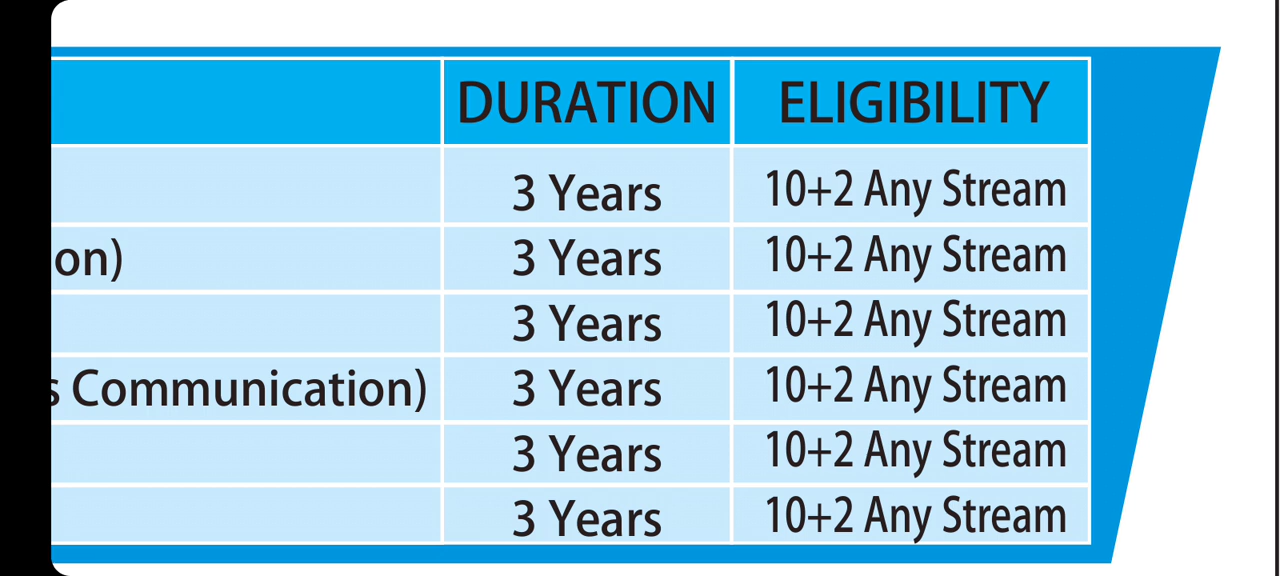 DURATION ELIGIBILITY
3 Years 10+2 Any Stream
on) 3 Years 10+2 Any Stream
3 Years 10+2 Any Stream
s Communication) 3 Years 10+2 Any Stream
3 Years 10+2 Any Stream
3 Years 10+2 Any Stream